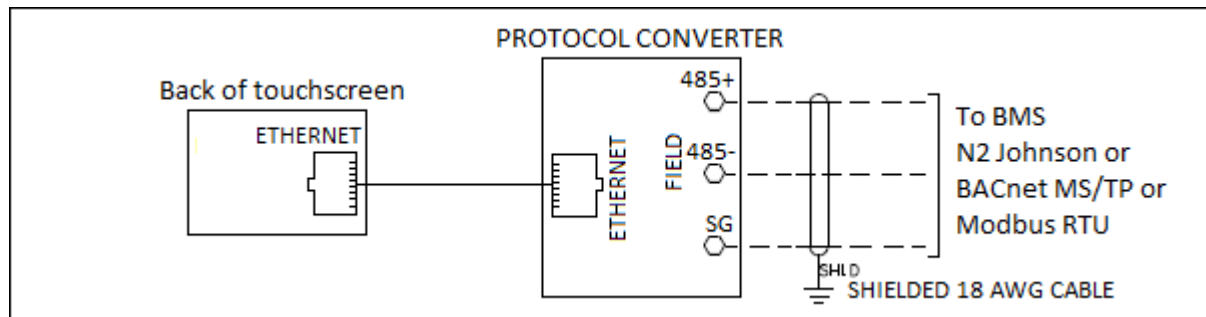 PROTOCOL CONVERTER
Back of touchscreen
ETHERNET
ETHERNET
FIELD
485+
485-
SG
To BMS
N2 Johnson or
BACnet MS/TP or
Modbus RTU
SHLD
SHIELDED 18 AWG CABLE